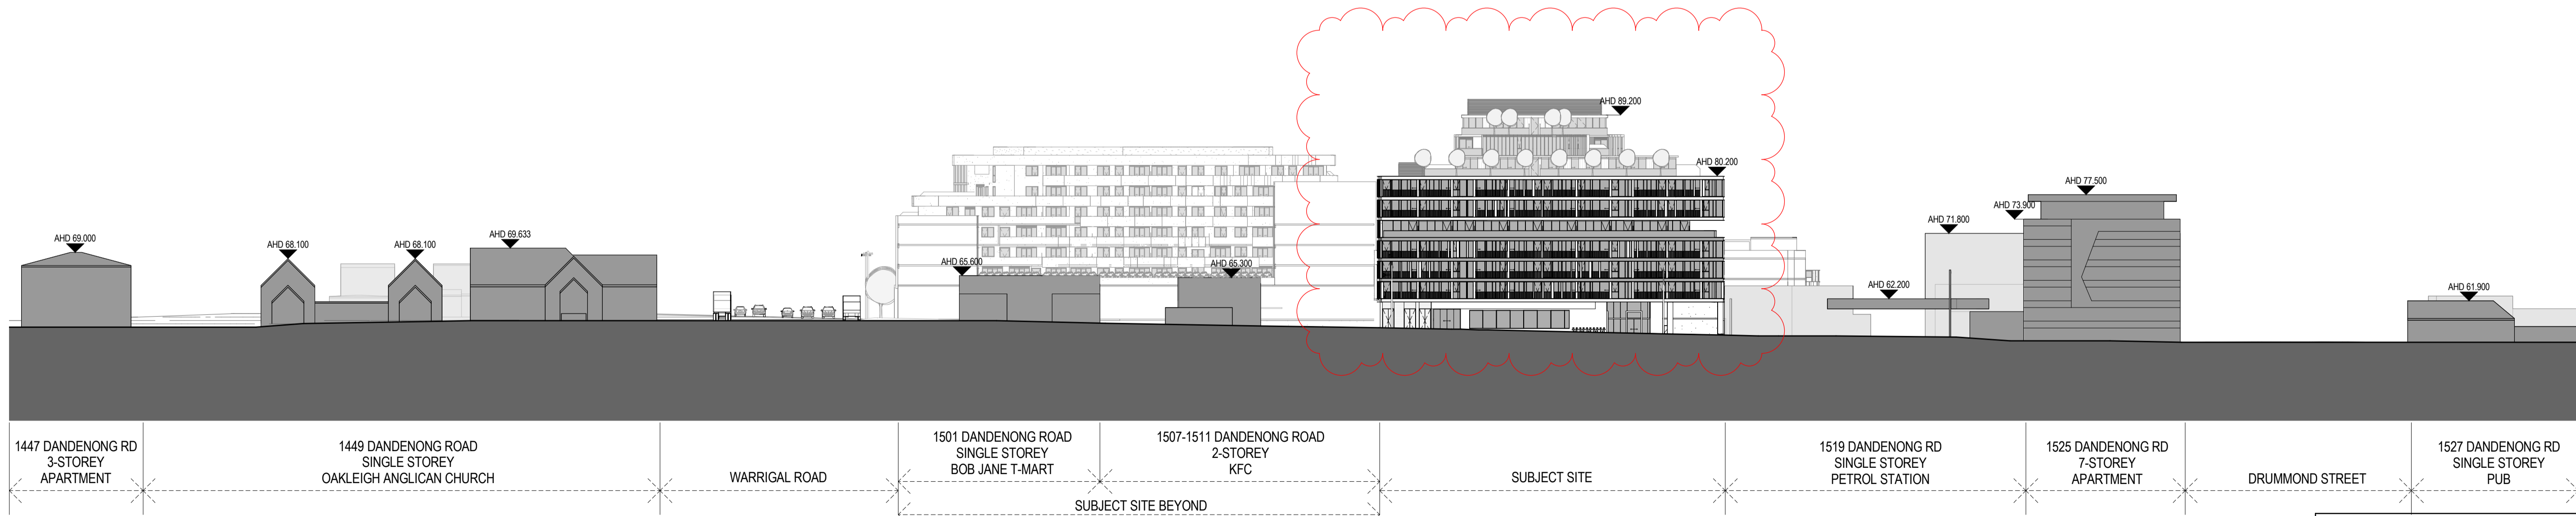 AHD 89.200
AHD 80.200
AHD 77.500
AHD 73.900
AHD 71.800
AHD 69.000
AHD 68.100
AHD 68.100
AHD 69.633
AHD 65.600
AHD 65.300
AHD 62.200
AHD 61.900
1447 DANDENONG RD
3-STOREY
APARTMENT
1449 DANDENONG ROAD
SINGLE STOREY
OAKLEIGH ANGLICAN CHURCH
WARRIGAL ROAD
1501 DANDENONG ROAD
SINGLE STOREY
BOB JANE T-MART
1507-1511 DANDENONG ROAD
2-STOREY
KFC
SUBJECT SITE BEYOND
SUBJECT SITE
1519 DANDENONG RD
SINGLE STOREY
PETROL STATION
1525 DANDENONG RD
7-STOREY
APARTMENT
DRUMMOND STREET
1527 DANDENONG RD
SINGLE STOREY
PUB